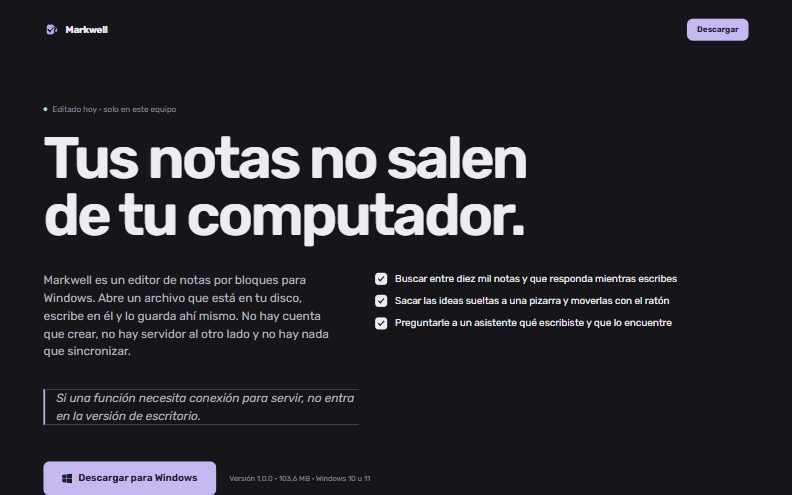 Markwell
Descargar
Editado hoy · solo en este equipo
Tus notas no salen
de tu computador.
Markwell es un editor de notas por bloques para
Windows. Abre un archivo que está en tu disco,
escribe en él y lo guarda ahí mismo. No hay cuenta
que crear, no hay servidor al otro lado y no hay nada
que sincronizar.
Buscar entre diez mil notas y que responda mientras escribes
Sacar las ideas sueltas a una pizarra y moverlas con el ratón
Preguntarle a un asistente qué escribiste y que lo encuentre
Si una función necesita conexión para servir, no entra
en la versión de escritorio.
Descargar para Windows
Versión 1.0.0 · 103,6 MB · Windows 10 u 11